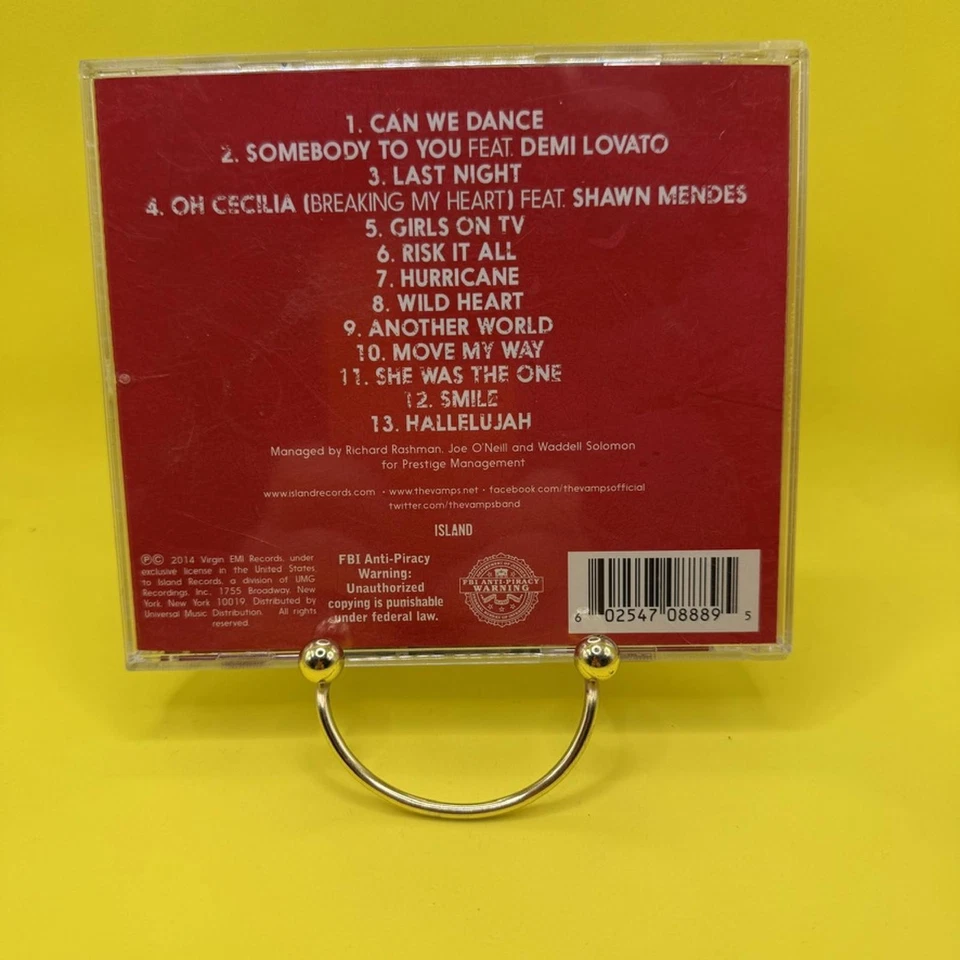 1. CAN WE DANCE
2. SOMEBODY TO YOU FEAT. DEMI LOVATO
3. LAST NIGHT
4. OH CECILIA (BREAKING MY HEART) FEAT. SHAWN MENDES
5. GIRLS ON TV
6. RISK IT ALL
7. HURRICANE
8. WILD HEART
9. ANOTHER WORLD
10. MOVE MY WAY
11. SHE WAS THE ONE
12. SMILE
13. HALLELUJAH
Managed by Richard Rashman, Joe O'Neill and Waddell Solomon
for Prestige Management
www.islandrecords.com • www.thevamps.net • facebook.com/thevampsofficial
twitter.com/thevampsband
ISLAND
℗© 2014 Virgin EMI Records, under
exclusive license in the United States,
to Island Records, a division of UMG
Recordings, Inc. 1755 Broadway, New
York, New York 10019. Distributed by
Universal Music Distribution. All rights
reserved.
FBI Anti-Piracy
Warning:
Unauthorized
copying is punishable
under federal law.
FBI ANTI-PIRACY
WARNING
6 02547 08889 5